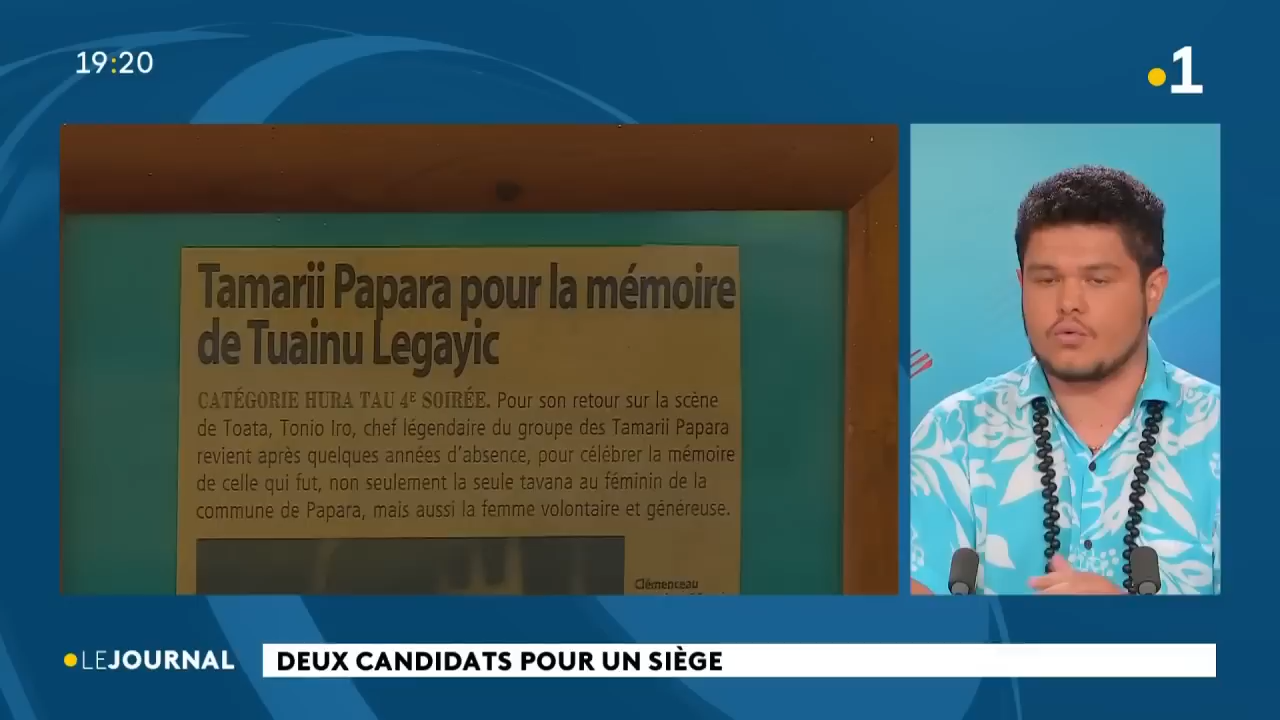 19:20
1
Tamarii Papara pour la mémoire
de Tuainu Legayic
CATÉGORIE HURA TAU 4E SOIRÉE. Pour son retour sur la scène
de Toata, Tonio Iro, chef légendaire du groupe des Tamarii Papara
revient après quelques années d’absence, pour célébrer la mémoire
de celle qui fut, non seulement la seule tavana au féminin de la
commune de Papara, mais aussi la femme volontaire et généreuse.
Clémenceau
LEJOURNAL
DEUX CANDIDATS POUR UN SIÈGE